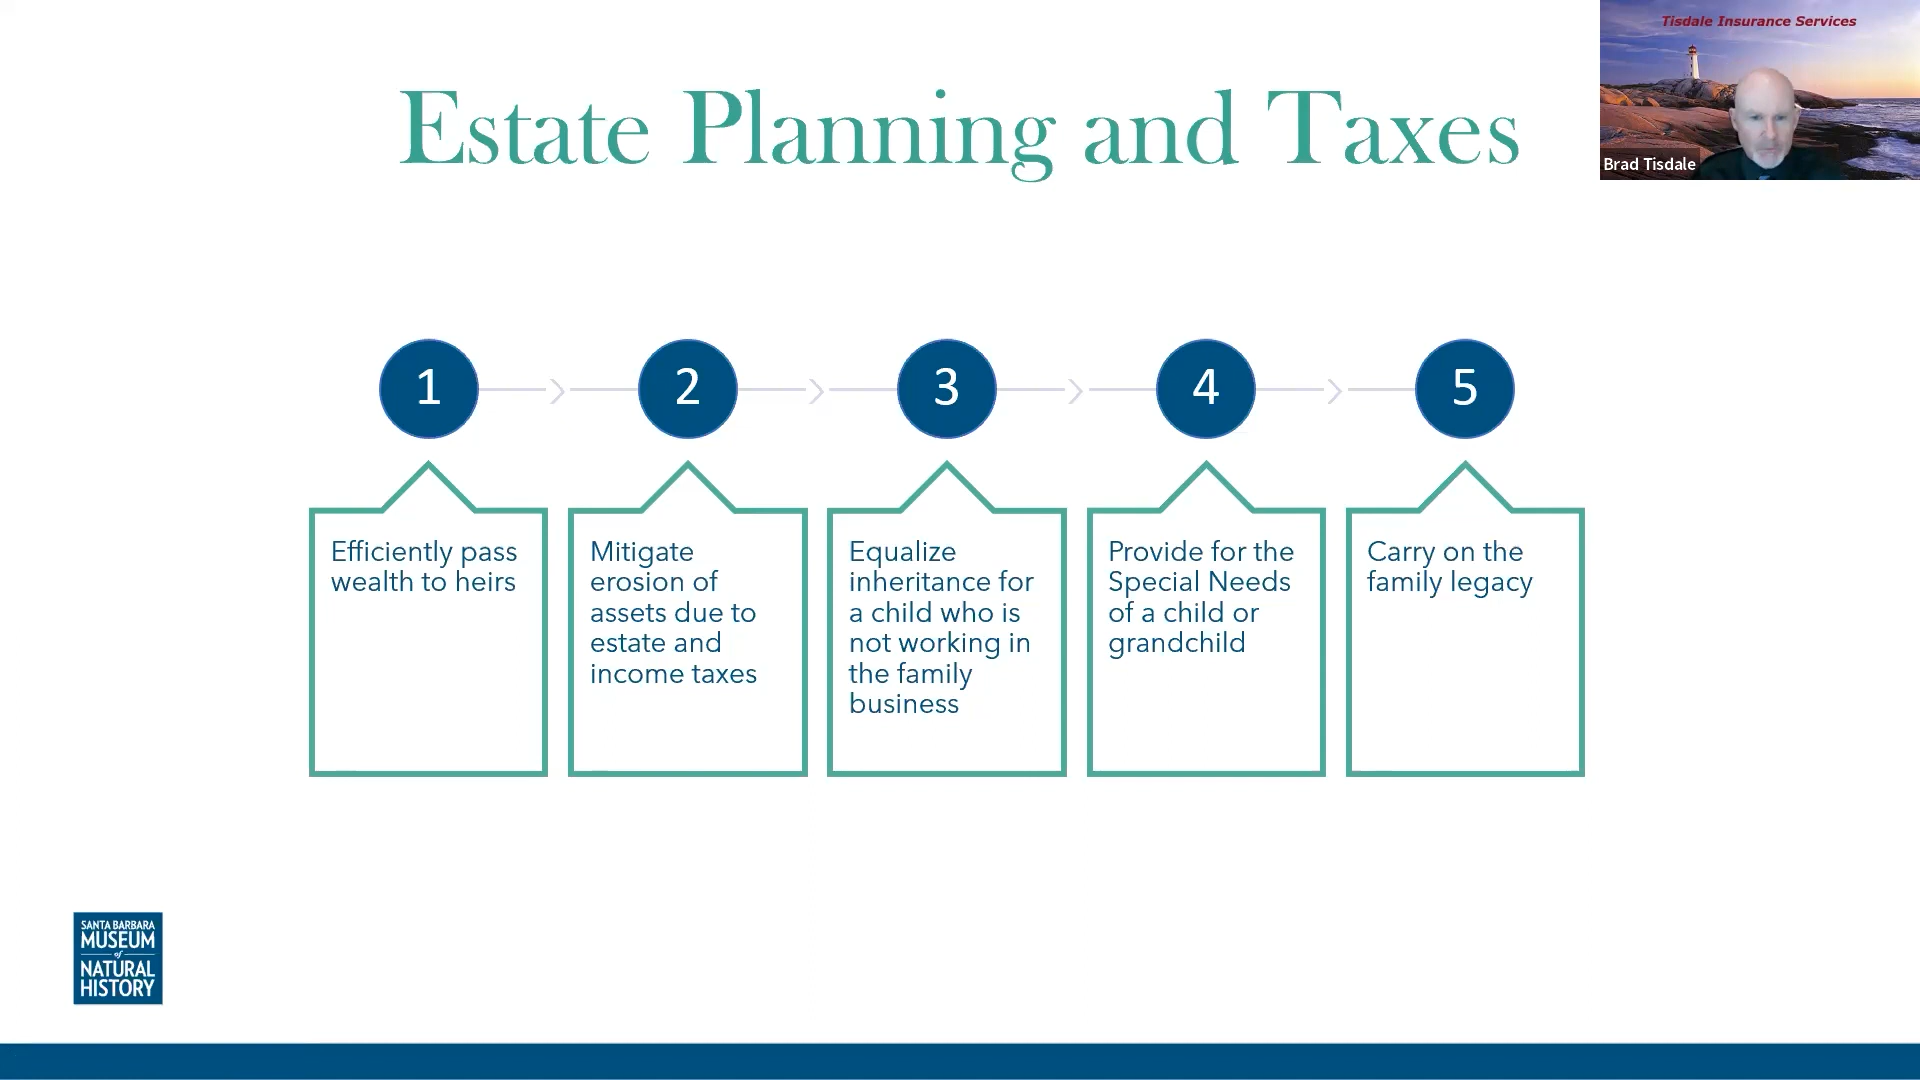 Tisdale Insurance Services
Brad Tisdale
Estate Planning and Taxes
1
2
3
4
5
Efficiently pass
wealth to heirs
Mitigate
erosion of
assets due to
estate and
income taxes
Equalize
inheritance for
a child who is
not working in
the family
business
Provide for the
Special Needs
of a child or
grandchild
Carry on the
family legacy
SANTA BARBARA
MUSEUM
of
NATURAL
HISTORY